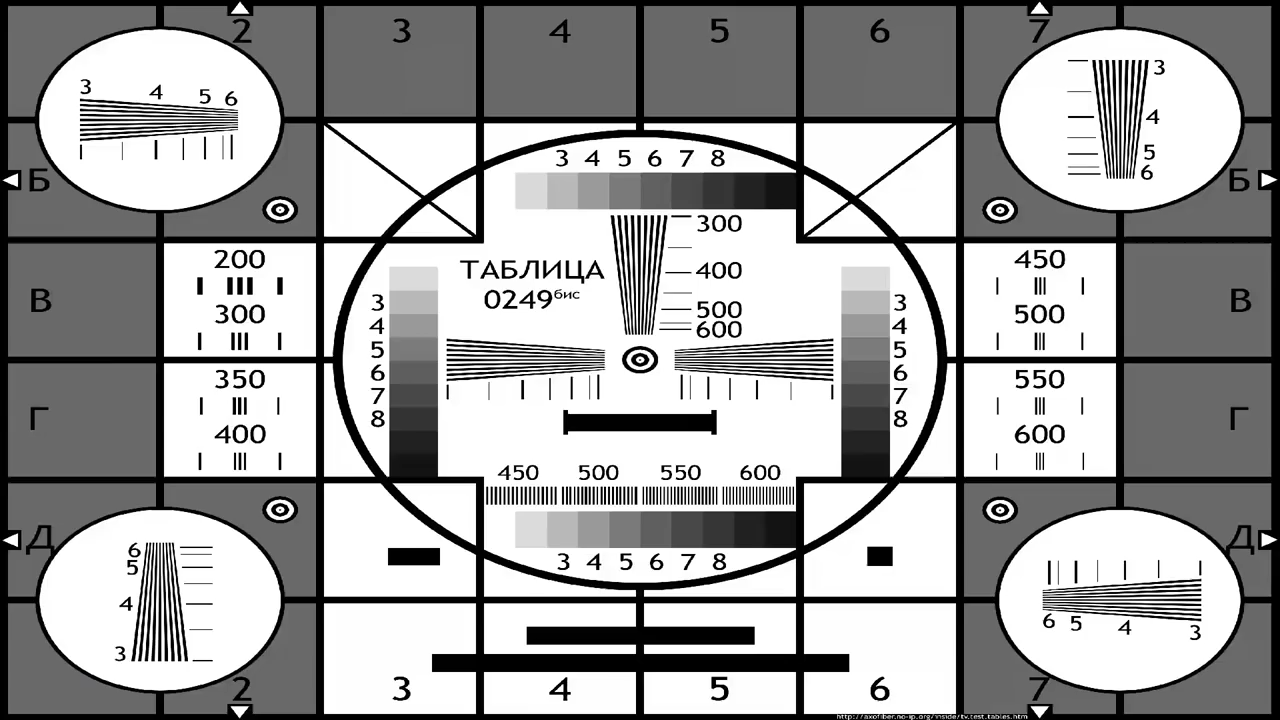 2 3 4 5 6 7
3 4 5 6
3
4
5
6
3 4 5 6 7 8
Б Б
300
400
500
600
ТАБЛИЦА
0249бис
200
300
450
500
В В
3
4
5
6
7
8
3
4
5
6
7
8
350
400
550
600
Г Г
450 500 550 600
Д Д
3 4 5 6 7 8
6
5
4
3
6 5 4 3
2 3 4 5 6 7
http://axofiber.no-ip.org/inside/tv.test.tables.htm